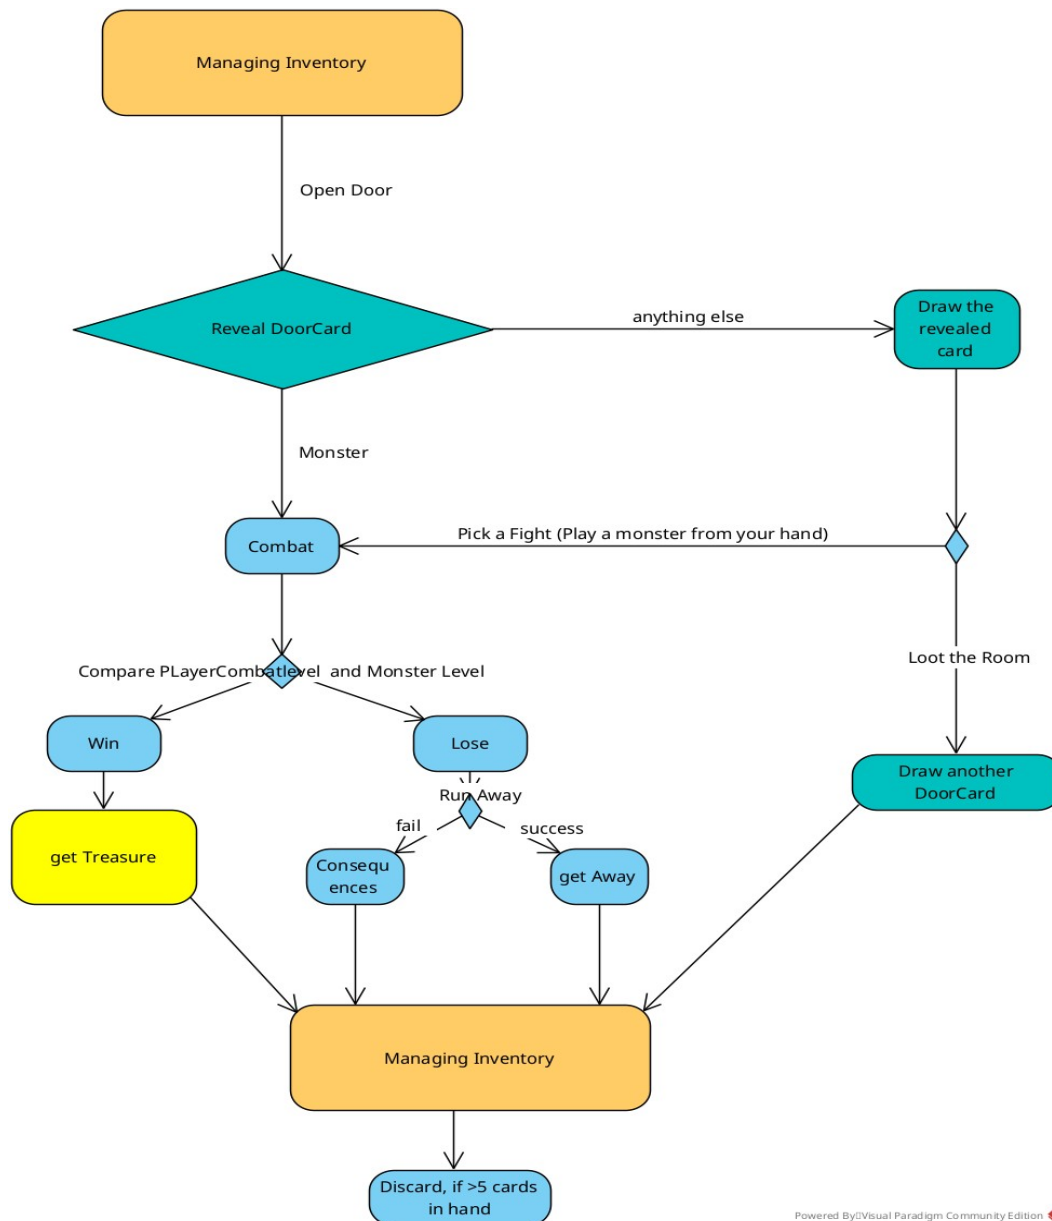 Managing Inventory
Open Door
Reveal DoorCard
anything else
Draw the
revealed
card
Monster
Combat
Pick a Fight (Play a monster from your hand)
Compare PLayerCombatlevel  and Monster Level
Loot the Room
Win
Lose
Draw another
DoorCard
Run Away
fail
success
get Treasure
Consequ
ences
get Away
Managing Inventory
Discard, if >5 cards
in hand
Powered By Visual Paradigm Community Edition